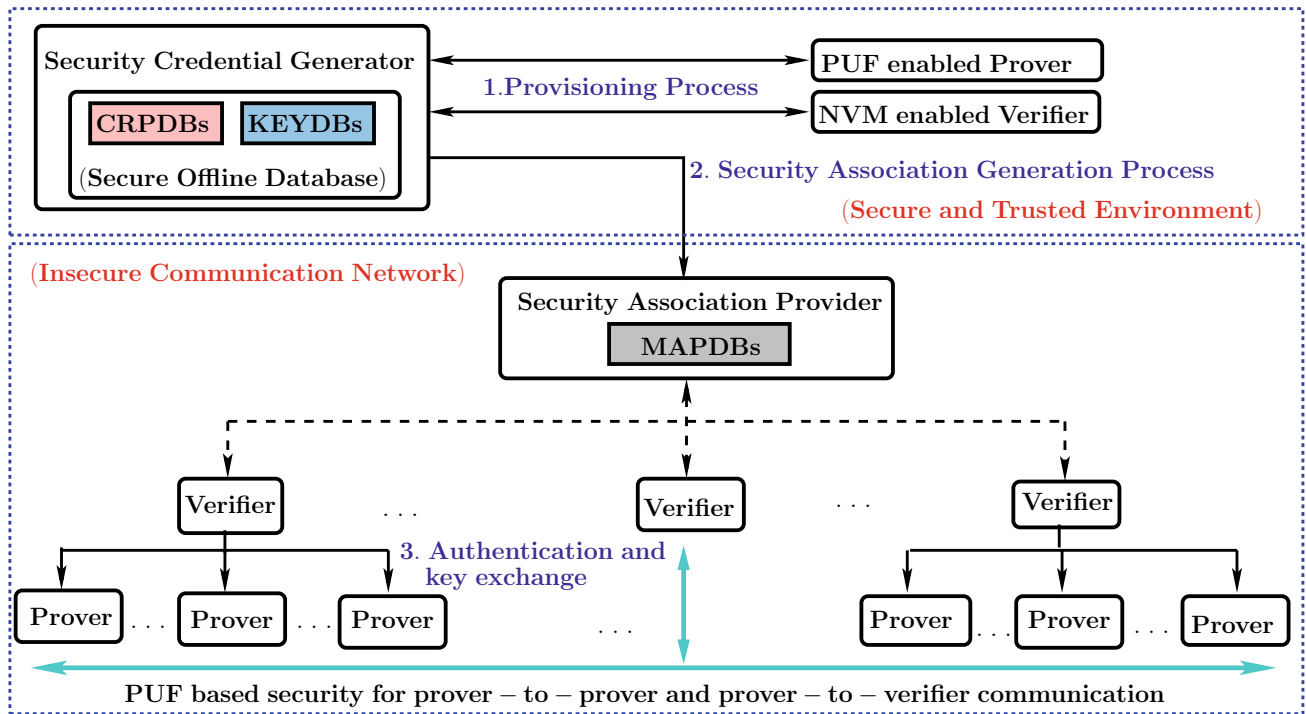 Security Credential Generator
CRPDBs KEYDBs
(Secure Offline Database)
1.Provisioning Process
PUF enabled Prover
NVM enabled Verifier
2. Security Association Generation Process
(Secure and Trusted Environment)
(Insecure Communication Network)
Security Association Provider
MAPDBs
Verifier . . . Verifier . . . Verifier
3. Authentication and
key exchange
Prover . . . Prover . . . Prover . . . Prover . . . Prover . . . Prover
PUF based security for prover – to – prover and prover – to – verifier communication